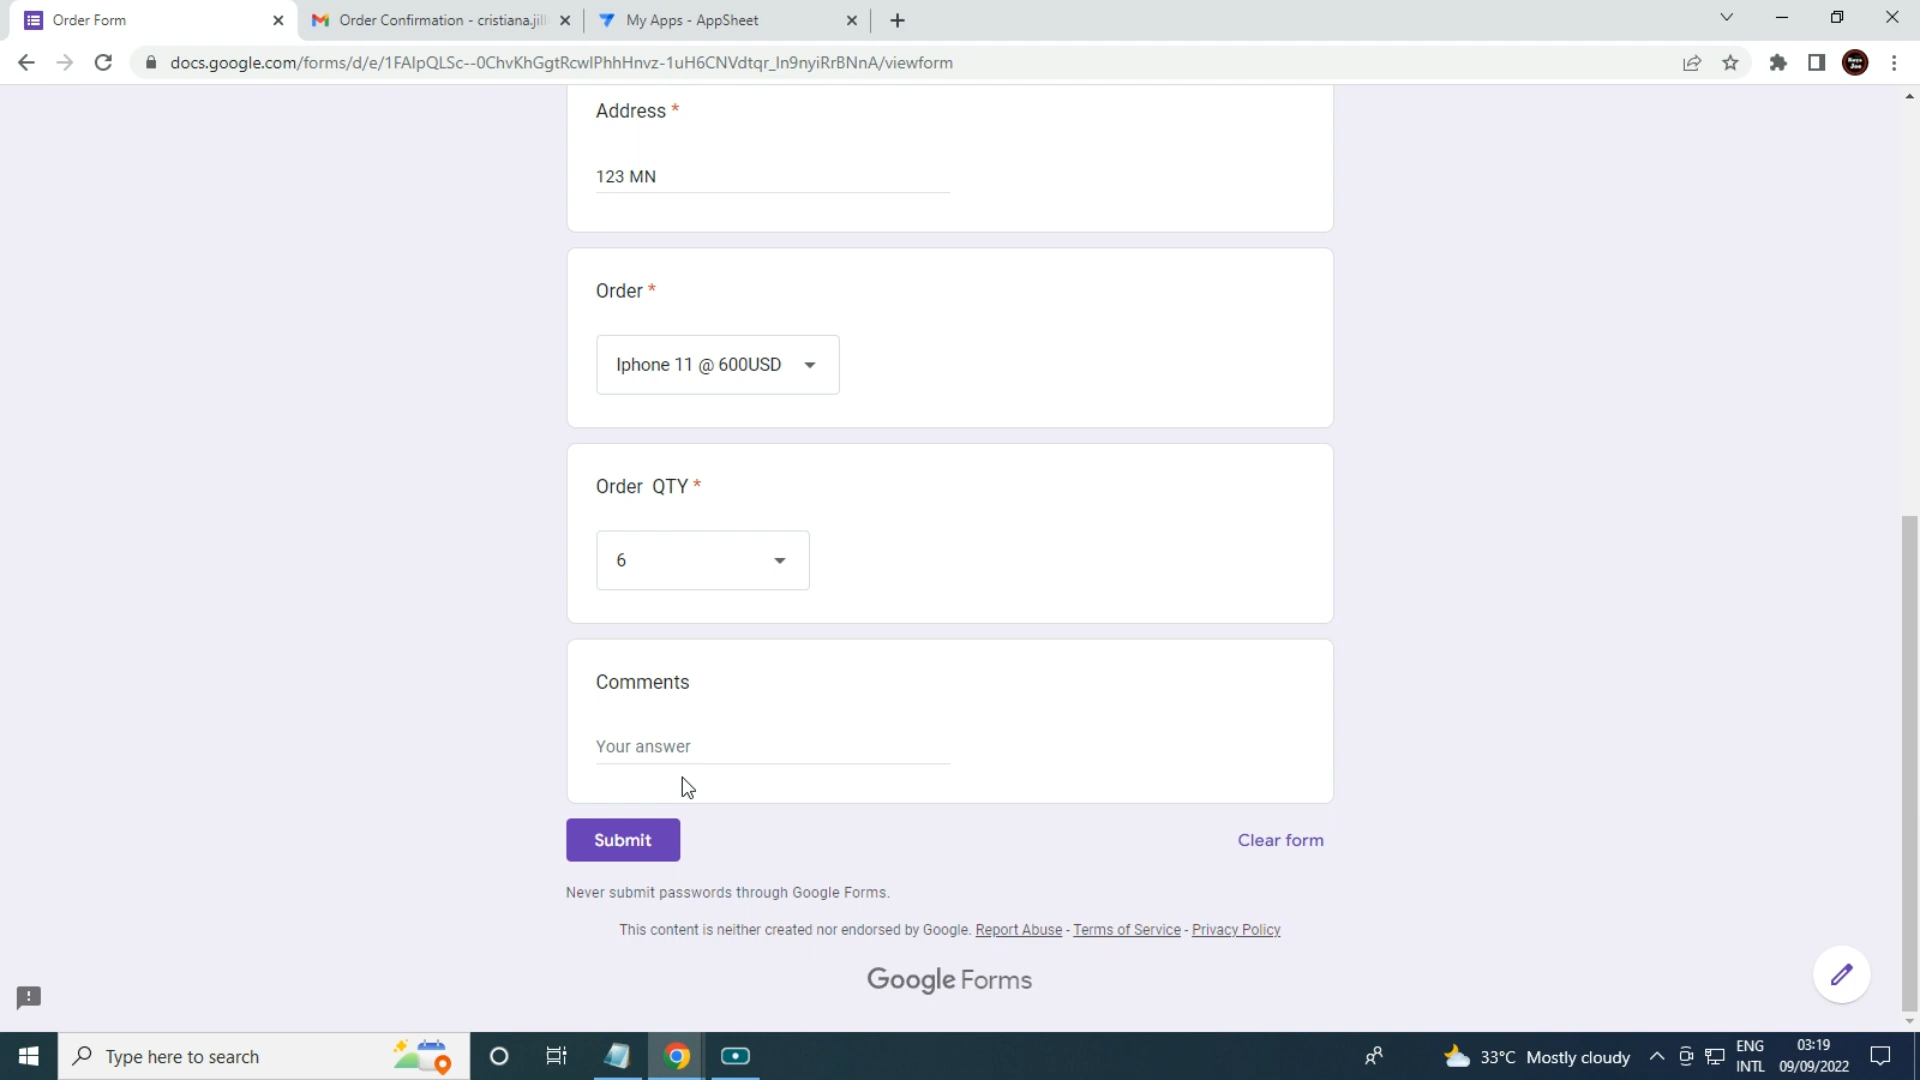 Order Form
Order Confirmation - cristiana.jill
My Apps - AppSheet
docs.google.com/forms/d/e/1FAIpQLSc--0ChvKhGgtRcwlPhhHnvz-1uH6CNVdtqr_In9nyiRrBNnA/viewform
Address *
123 MN
Order *
Iphone 11 @ 600USD
Order QTY *
6
Comments
Your answer
Submit
Clear form
Never submit passwords through Google Forms.
This content is neither created nor endorsed by Google. Report Abuse - Terms of Service - Privacy Policy
Google Forms
Type here to search
33°C Mostly cloudy
ENG
INTL
03:19
09/09/2022